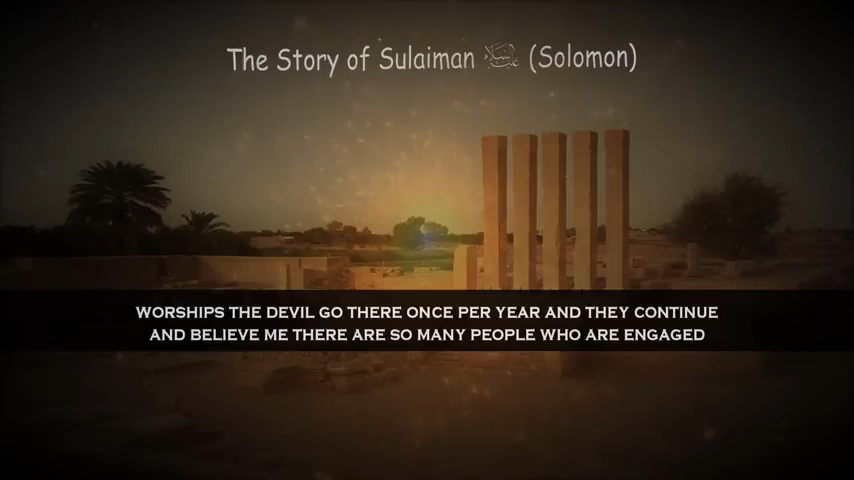 The Story of Sulaiman عليه السلام (Solomon)
WORSHIPS THE DEVIL GO THERE ONCE PER YEAR AND THEY CONTINUE
AND BELIEVE ME THERE ARE SO MANY PEOPLE WHO ARE ENGAGED